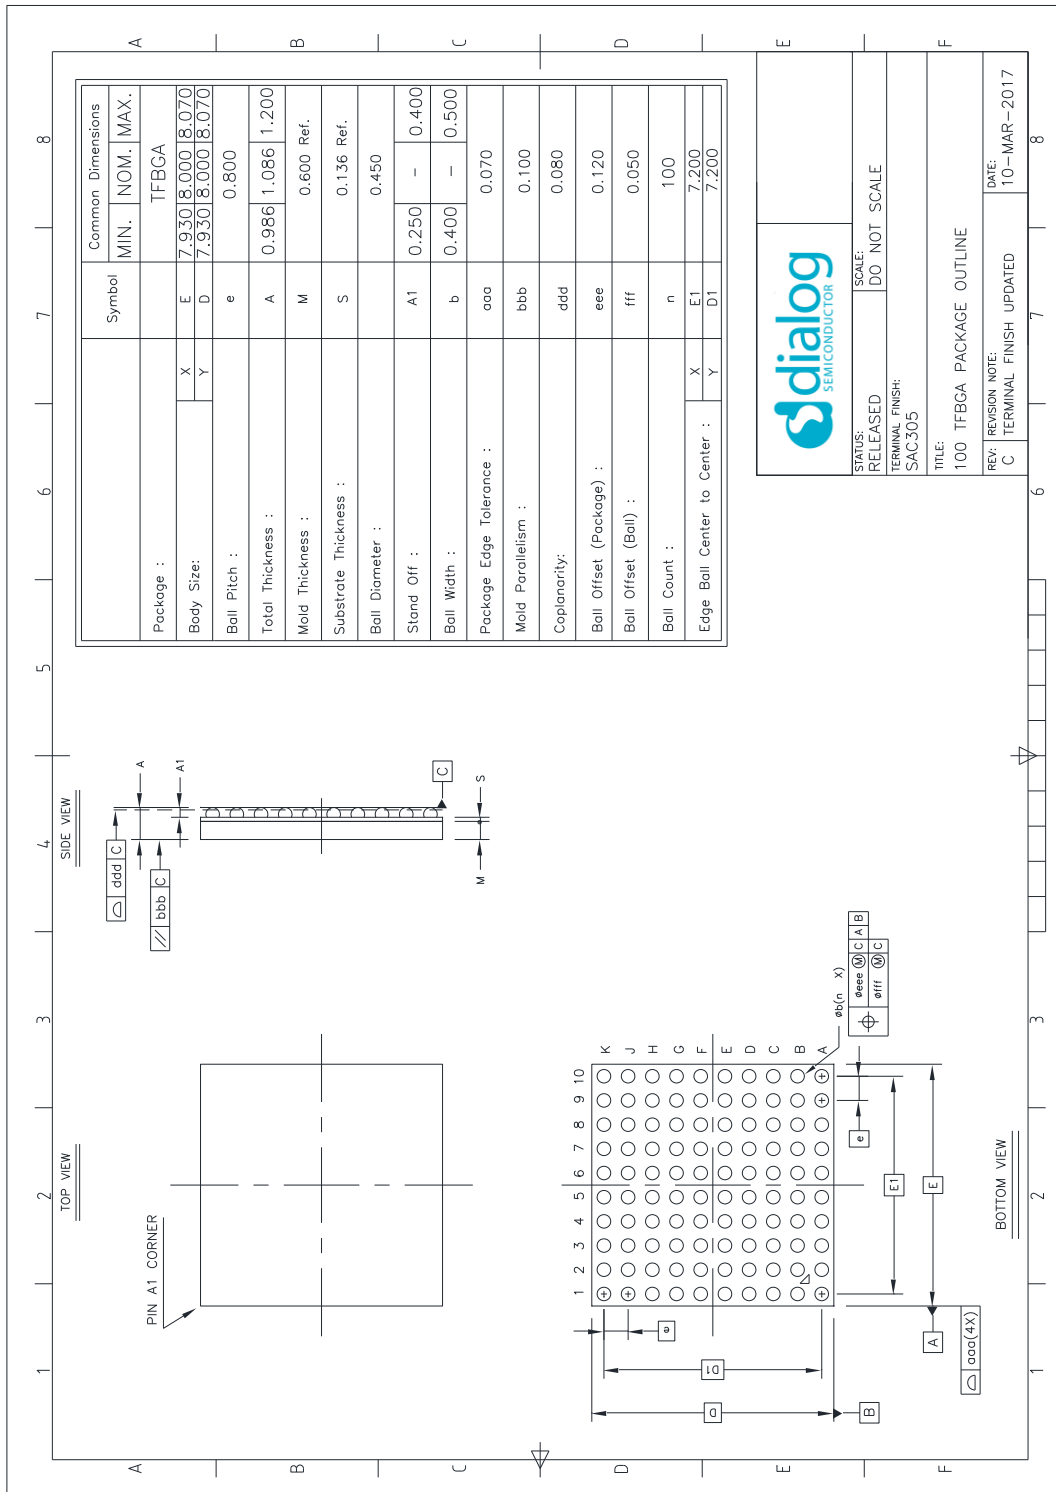 1 2 3 4 5 6 7 8
A B C D E F
TOP VIEW
PIN A1 CORNER
SIDE VIEW
ddd C
bbb C
A
A1
C
S
M
Symbol Common Dimensions
MIN. NOM. MAX.
Package : TFBGA
Body Size: X E 7.930 8.000 8.070
Y D 7.930 8.000 8.070
Ball Pitch : e 0.800
Total Thickness : A 0.986 1.086 1.200
Mold Thickness : M 0.600 Ref.
Substrate Thickness : S 0.136 Ref.
Ball Diameter : 0.450
Stand Off : A1 0.250 – 0.400
Ball Width : b 0.400 – 0.500
Package Edge Tolerance : aaa 0.070
Mold Parallelism : bbb 0.100
Coplanarity: ddd 0.080
Ball Offset (Package) : eee 0.120
Ball Offset (Ball) : fff 0.050
Ball Count : n 100
Edge Ball Center to Center : X E1 7.200
Y D1 7.200
1 2 3 4 5 6 7 8 9 10
K
J
H
G
F
E
D
C
B
A
øb(n X)
øeee M C A B
øfff M C
e
D1
D
B
e
E1
E
A
aaa(4X)
BOTTOM VIEW
dialog
SEMICONDUCTOR
STATUS:
RELEASED
SCALE:
DO NOT SCALE
TERMINAL FINISH:
SAC305
TITLE:
100 TFBGA PACKAGE OUTLINE
REV:
C
REVISION NOTE:
TERMINAL FINISH UPDATED
DATE:
10-MAR-2017
A B C D E F
1 2 3 6 7 8